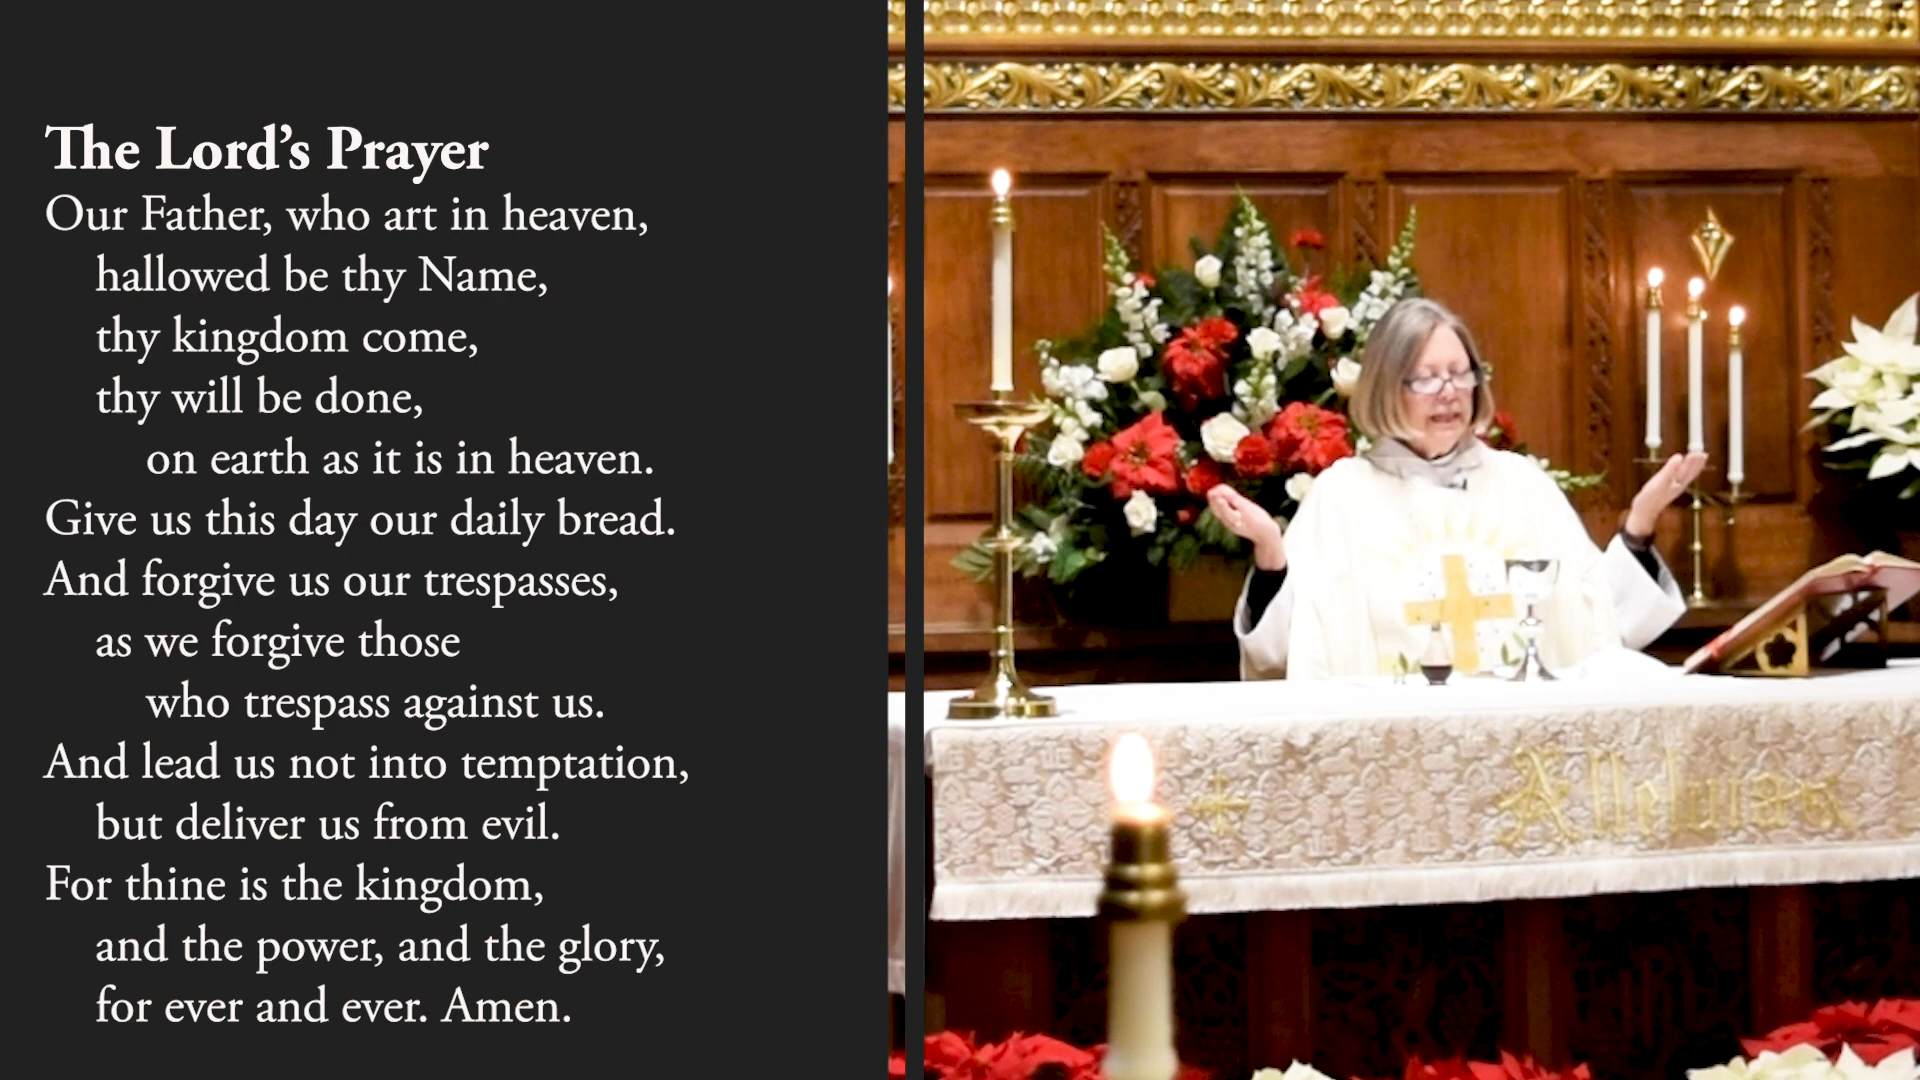 The Lord’s Prayer
Our Father, who art in heaven,
hallowed be thy Name,
thy kingdom come,
thy will be done,
on earth as it is in heaven.
Give us this day our daily bread.
And forgive us our trespasses,
as we forgive those
who trespass against us.
And lead us not into temptation,
but deliver us from evil.
For thine is the kingdom,
and the power, and the glory,
for ever and ever. Amen.
Alleluia